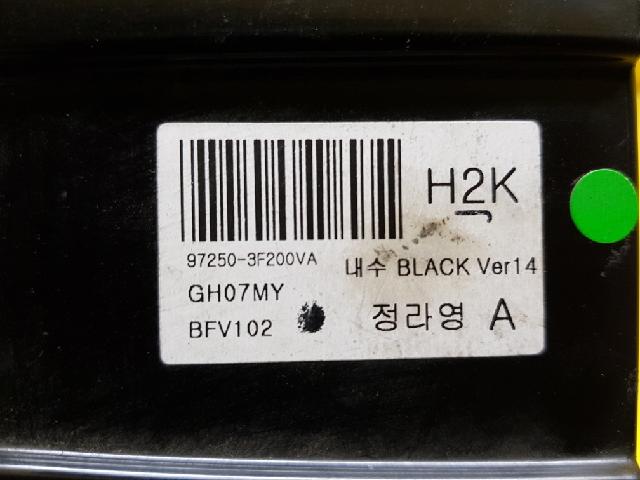 H2K
97250-3F200VA
내수 BLACK Ver14
GH07MY
BFV102
정라영 A